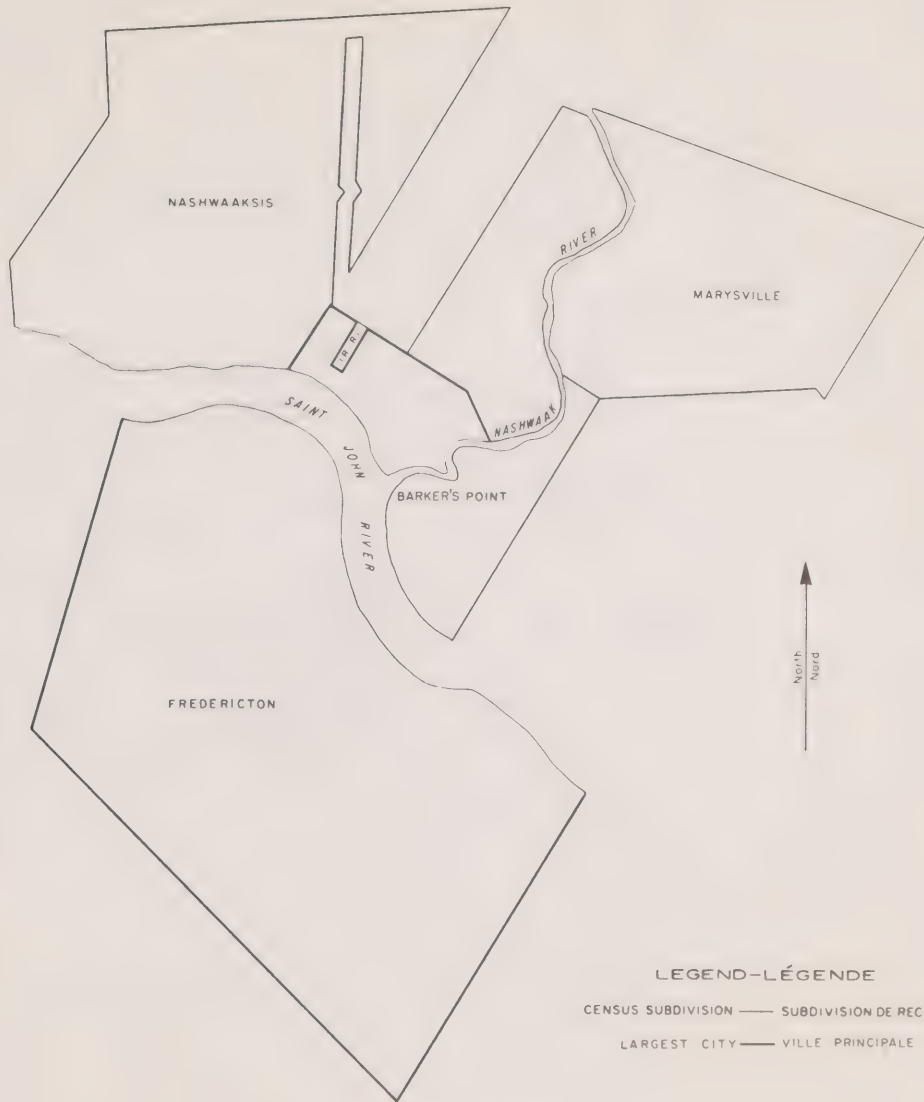 NASHWAAKSIS
RIVER
MARYSVILLE
I.R. R.
SAINT JOHN RIVER
NASHWAAK
BARKER'S POINT
North
Nord
FREDERICTON
LEGEND-LÉGENDE
CENSUS SUBDIVISION SUBDIVISION DE REC
LARGEST CITY VILLE PRINCIPALE